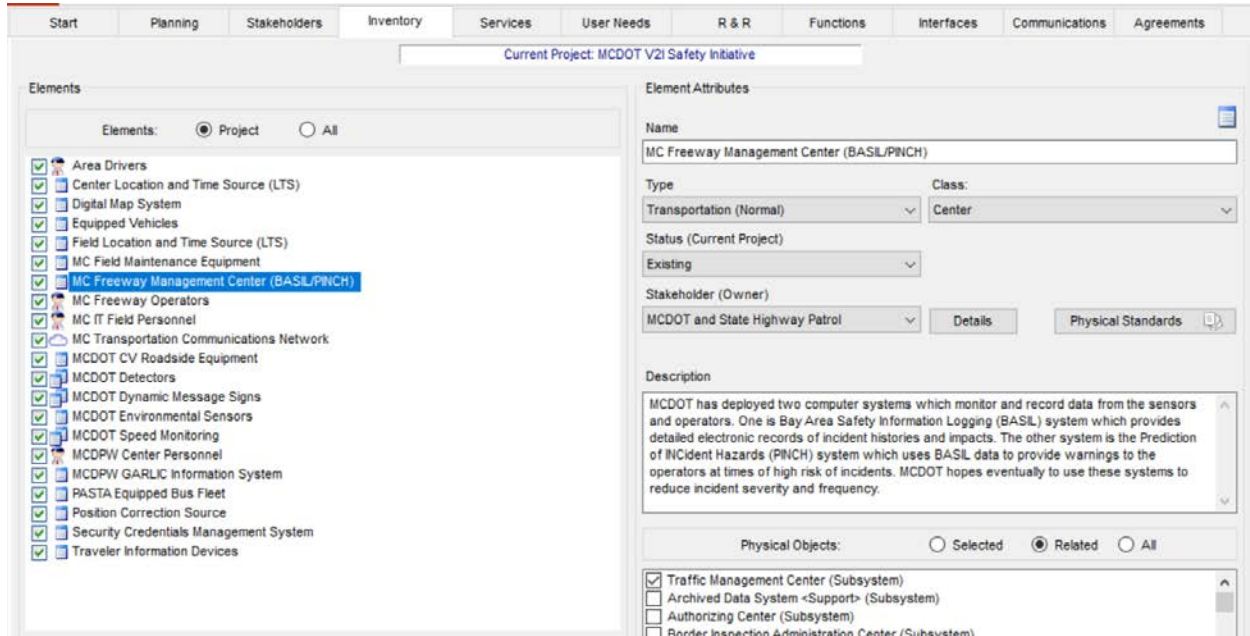 Start Planning Stakeholders Inventory Services User Needs R & R Functions Interfaces Communications Agreements
Current Project: MCDOT V2I Safety Initiative
Elements
Elements: Project All
Area Drivers
Center Location and Time Source (LTS)
Digital Map System
Equipped Vehicles
Field Location and Time Source (LTS)
MC Field Maintenance Equipment
MC Freeway Management Center (BASIL/PINCH)
MC Freeway Operators
MC IT Field Personnel
MC Transportation Communications Network
MCDOT CV Roadside Equipment
MCDOT Detectors
MCDOT Dynamic Message Signs
MCDOT Environmental Sensors
MCDOT Speed Monitoring
MCDPW Center Personnel
MCDPW GARLIC Information System
PASTA Equipped Bus Fleet
Position Correction Source
Security Credentials Management System
Traveler Information Devices
Element Attributes
Name
MC Freeway Management Center (BASIL/PINCH)
Type Class:
Transportation (Normal) Center
Status (Current Project)
Existing
Stakeholder (Owner)
MCDOT and State Highway Patrol Details Physical Standards
Description
MCDOT has deployed two computer systems which monitor and record data from the sensors
and operators. One is Bay Area Safety Information Logging (BASIL) system which provides
detailed electronic records of incident histories and impacts. The other system is the Prediction
of INCident Hazards (PINCH) system which uses BASIL data to provide warnings to the
operators at times of high risk of incidents. MCDOT hopes eventually to use these systems to
reduce incident severity and frequency.
Physical Objects: Selected Related All
Traffic Management Center (Subsystem)
Archived Data System <Support> (Subsystem)
Authorizing Center (Subsystem)
Border Inspection Administration Center (Subsystem)